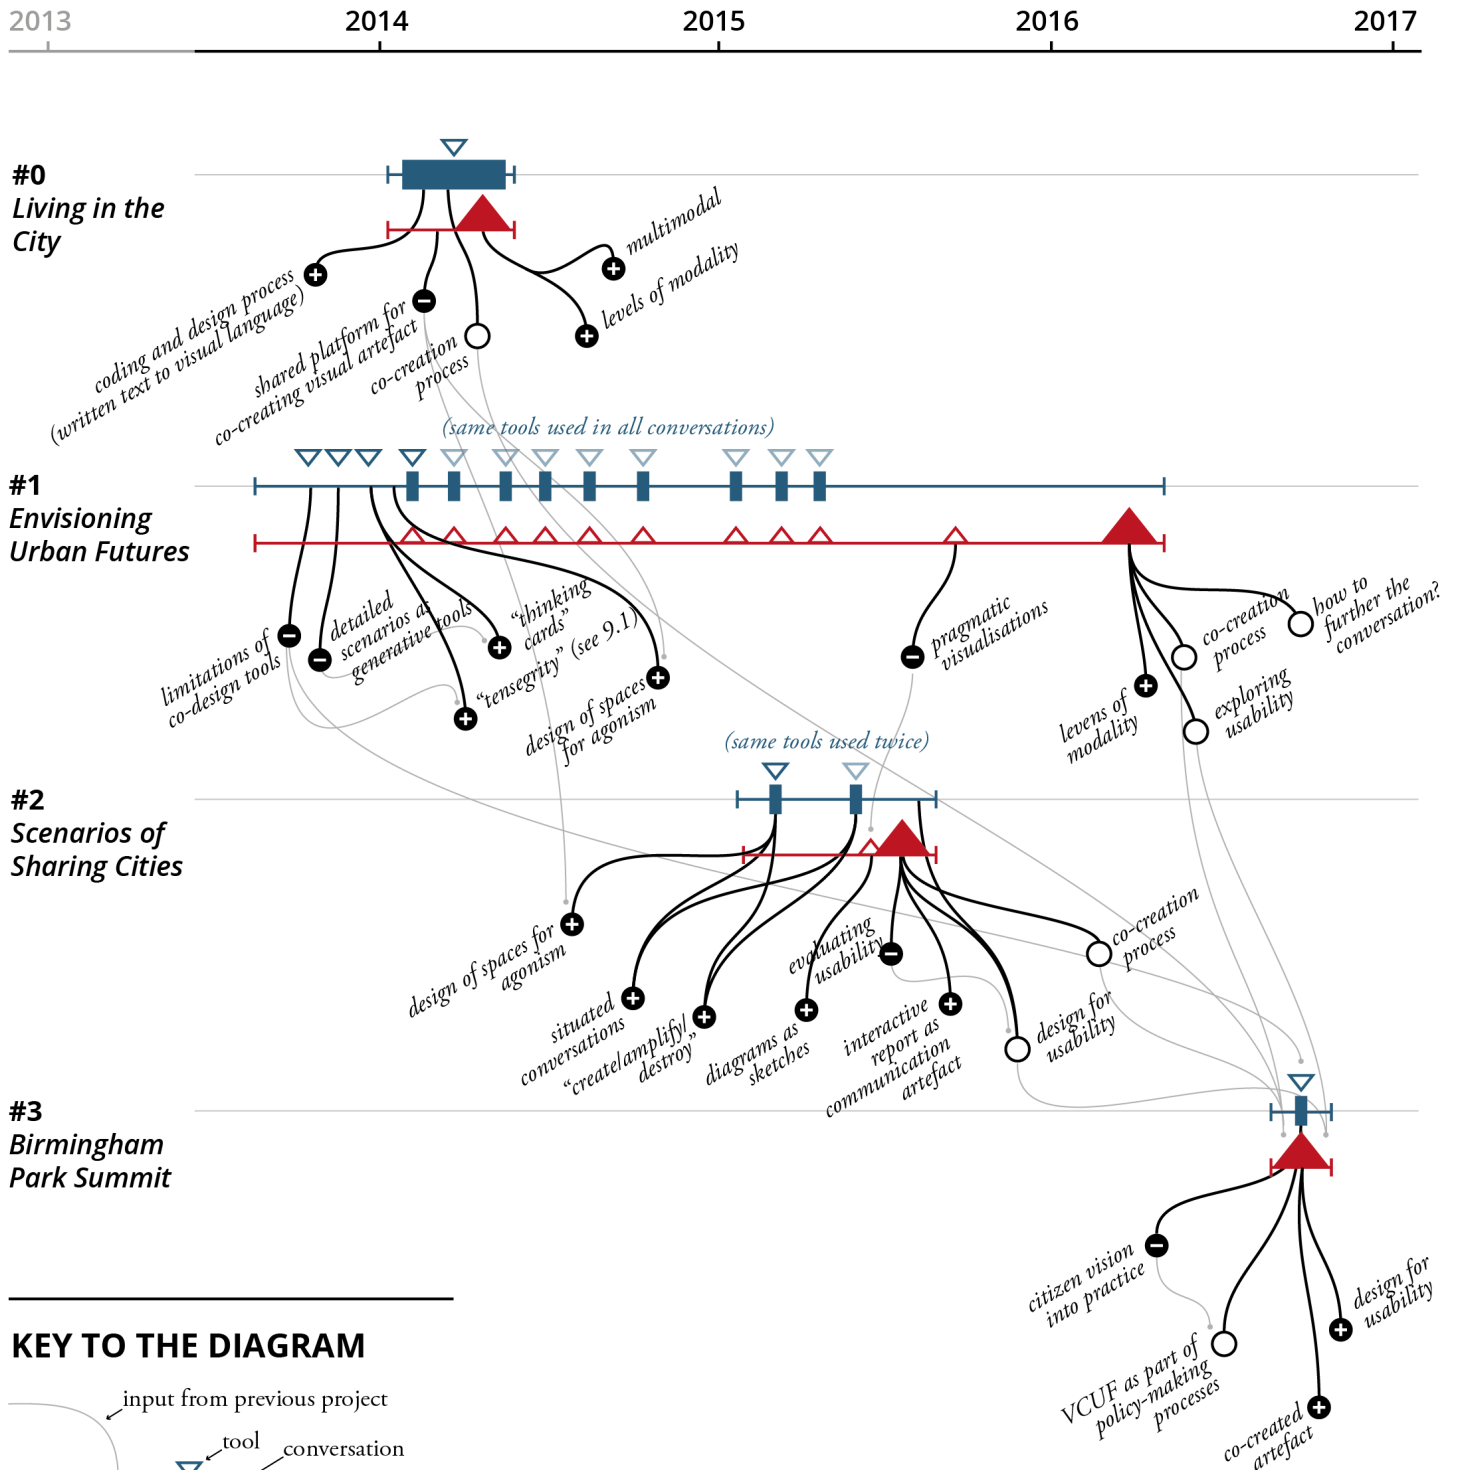 2013
2014
2015
2016
2017
#0
Living in the
City
coding and design process
(written text to visual language)
shared platform for
co-creating visual artefact
co-creation
process
multimodal
levels of modality
(same tools used in all conversations)
#1
Envisioning
Urban Futures
limitations of
co-design tools
detailed
scenarios as
generative tools
“thinking
cards”
“tensegrity” (see 9.1)
design of spaces
for agonism
pragmatic
visualisations
levens of
modality
co-creation
process
exploring
usability
how to
further the
conversation?
(same tools used twice)
#2
Scenarios of
Sharing Cities
design of spaces for
agonism
situated
conversations
“create/amplify/
destroy”
diagrams as
sketches
evaluating
usability
interactive
report as
communication
artefact
design for
usability
co-creation
process
#3
Birmingham
Park Summit
citizen vision
into practice
VCUF as part of
policy-making
processes
co-created
artefact
design for
usability
KEY TO THE DIAGRAM
input from previous project
tool
conversation